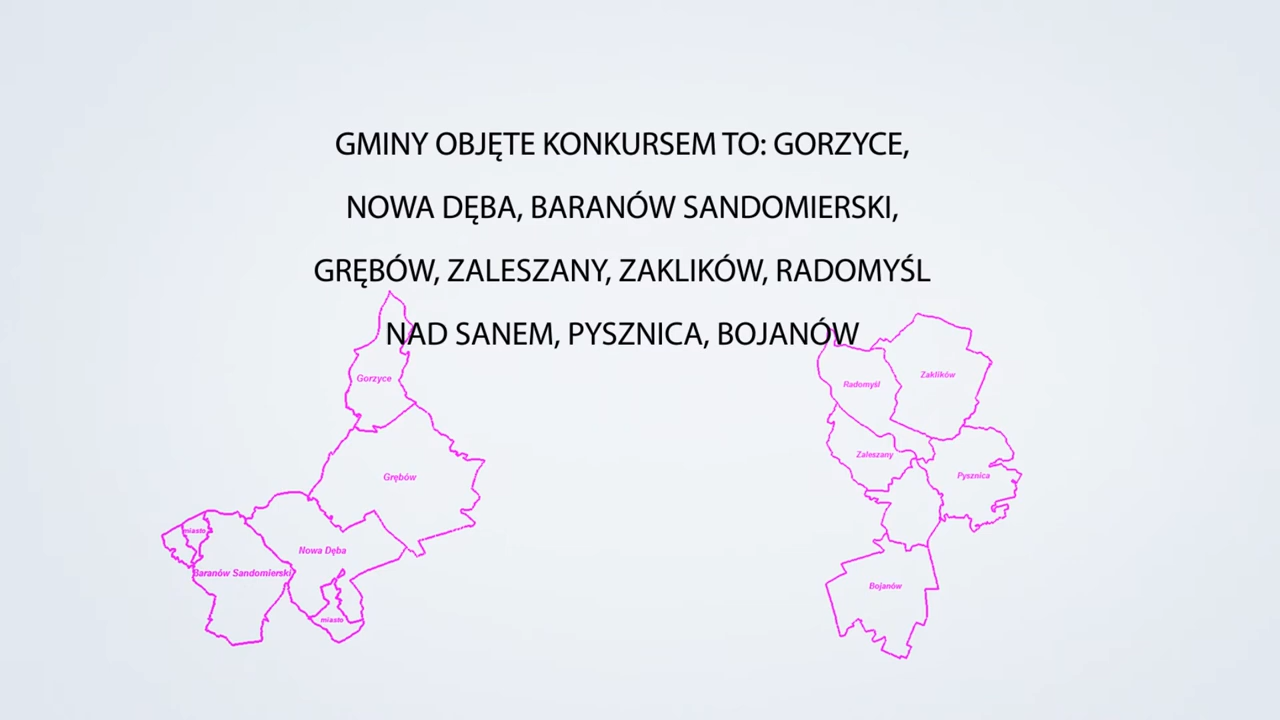 GMINY OBJĘTE KONKURSEM TO: GORZYCE,
NOWA DĘBA, BARANÓW SANDOMIERSKI,
GRĘBÓW, ZALESZANY, ZAKLIKÓW, RADOMYŚL
NAD SANEM, PYSZNICA, BOJANÓW
Gorzyce
Grębów
miasto
Nowa Dęba
Baranów Sandomierski
miasto
Zaklików
Radomyśl
Zaleszany
Pysznica
Bojanów